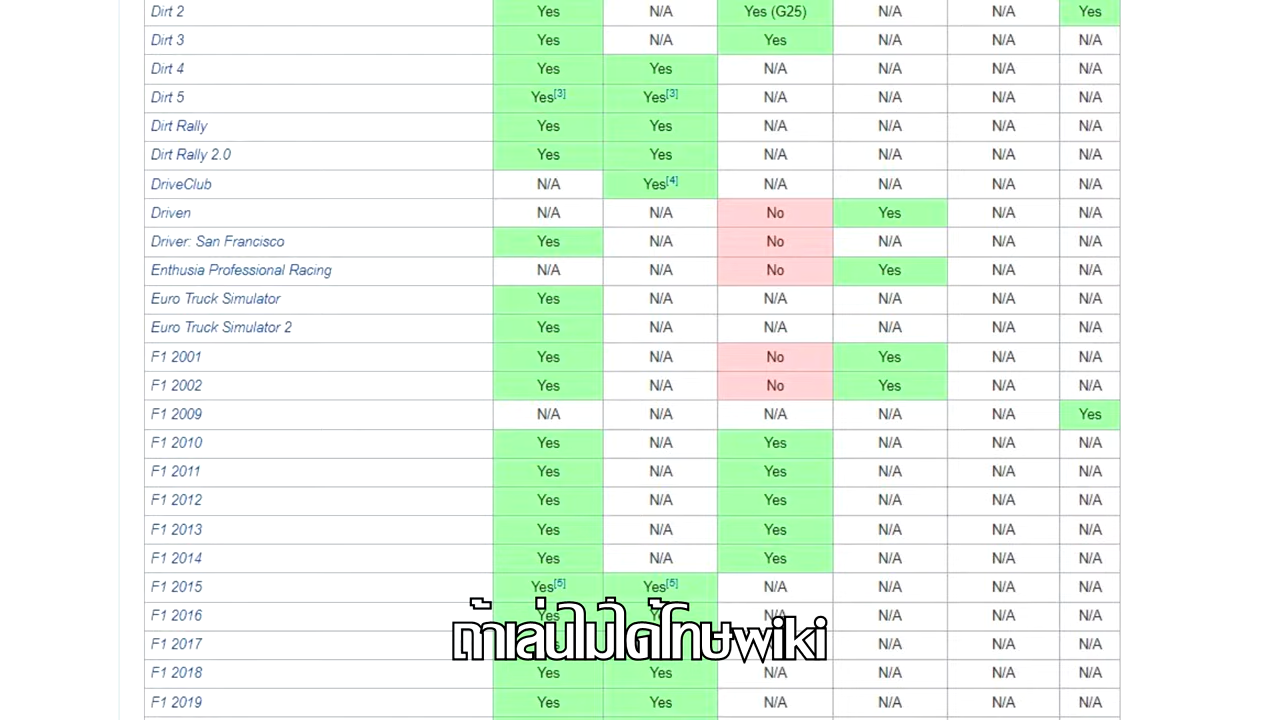 Dirt 2 Yes N/A Yes (G25) N/A N/A Yes
Dirt 3 Yes N/A Yes N/A N/A N/A
Dirt 4 Yes Yes N/A N/A N/A N/A
Dirt 5 Yes[3] Yes[3] N/A N/A N/A N/A
Dirt Rally Yes Yes N/A N/A N/A N/A
Dirt Rally 2.0 Yes Yes N/A N/A N/A N/A
DriveClub N/A Yes[4] N/A N/A N/A N/A
Driven N/A N/A No Yes N/A N/A
Driver: San Francisco Yes N/A No N/A N/A N/A
Enthusia Professional Racing N/A N/A No Yes N/A N/A
Euro Truck Simulator Yes N/A N/A N/A N/A N/A
Euro Truck Simulator 2 Yes N/A N/A N/A N/A N/A
F1 2001 Yes N/A No Yes N/A N/A
F1 2002 Yes N/A No Yes N/A N/A
F1 2009 N/A N/A N/A N/A N/A Yes
F1 2010 Yes N/A Yes N/A N/A N/A
F1 2011 Yes N/A Yes N/A N/A N/A
F1 2012 Yes N/A Yes N/A N/A N/A
F1 2013 Yes N/A Yes N/A N/A N/A
F1 2014 Yes N/A Yes N/A N/A N/A
F1 2015 Yes[5] Yes[5] N/A N/A N/A N/A
F1 2016 Yes Yes N/A N/A N/A N/A
F1 2017 N/A N/A N/A
ถ้าเล่นไม่ได้โทษwiki
F1 2018 Yes Yes N/A N/A N/A N/A
F1 2019 Yes Yes N/A N/A N/A N/A